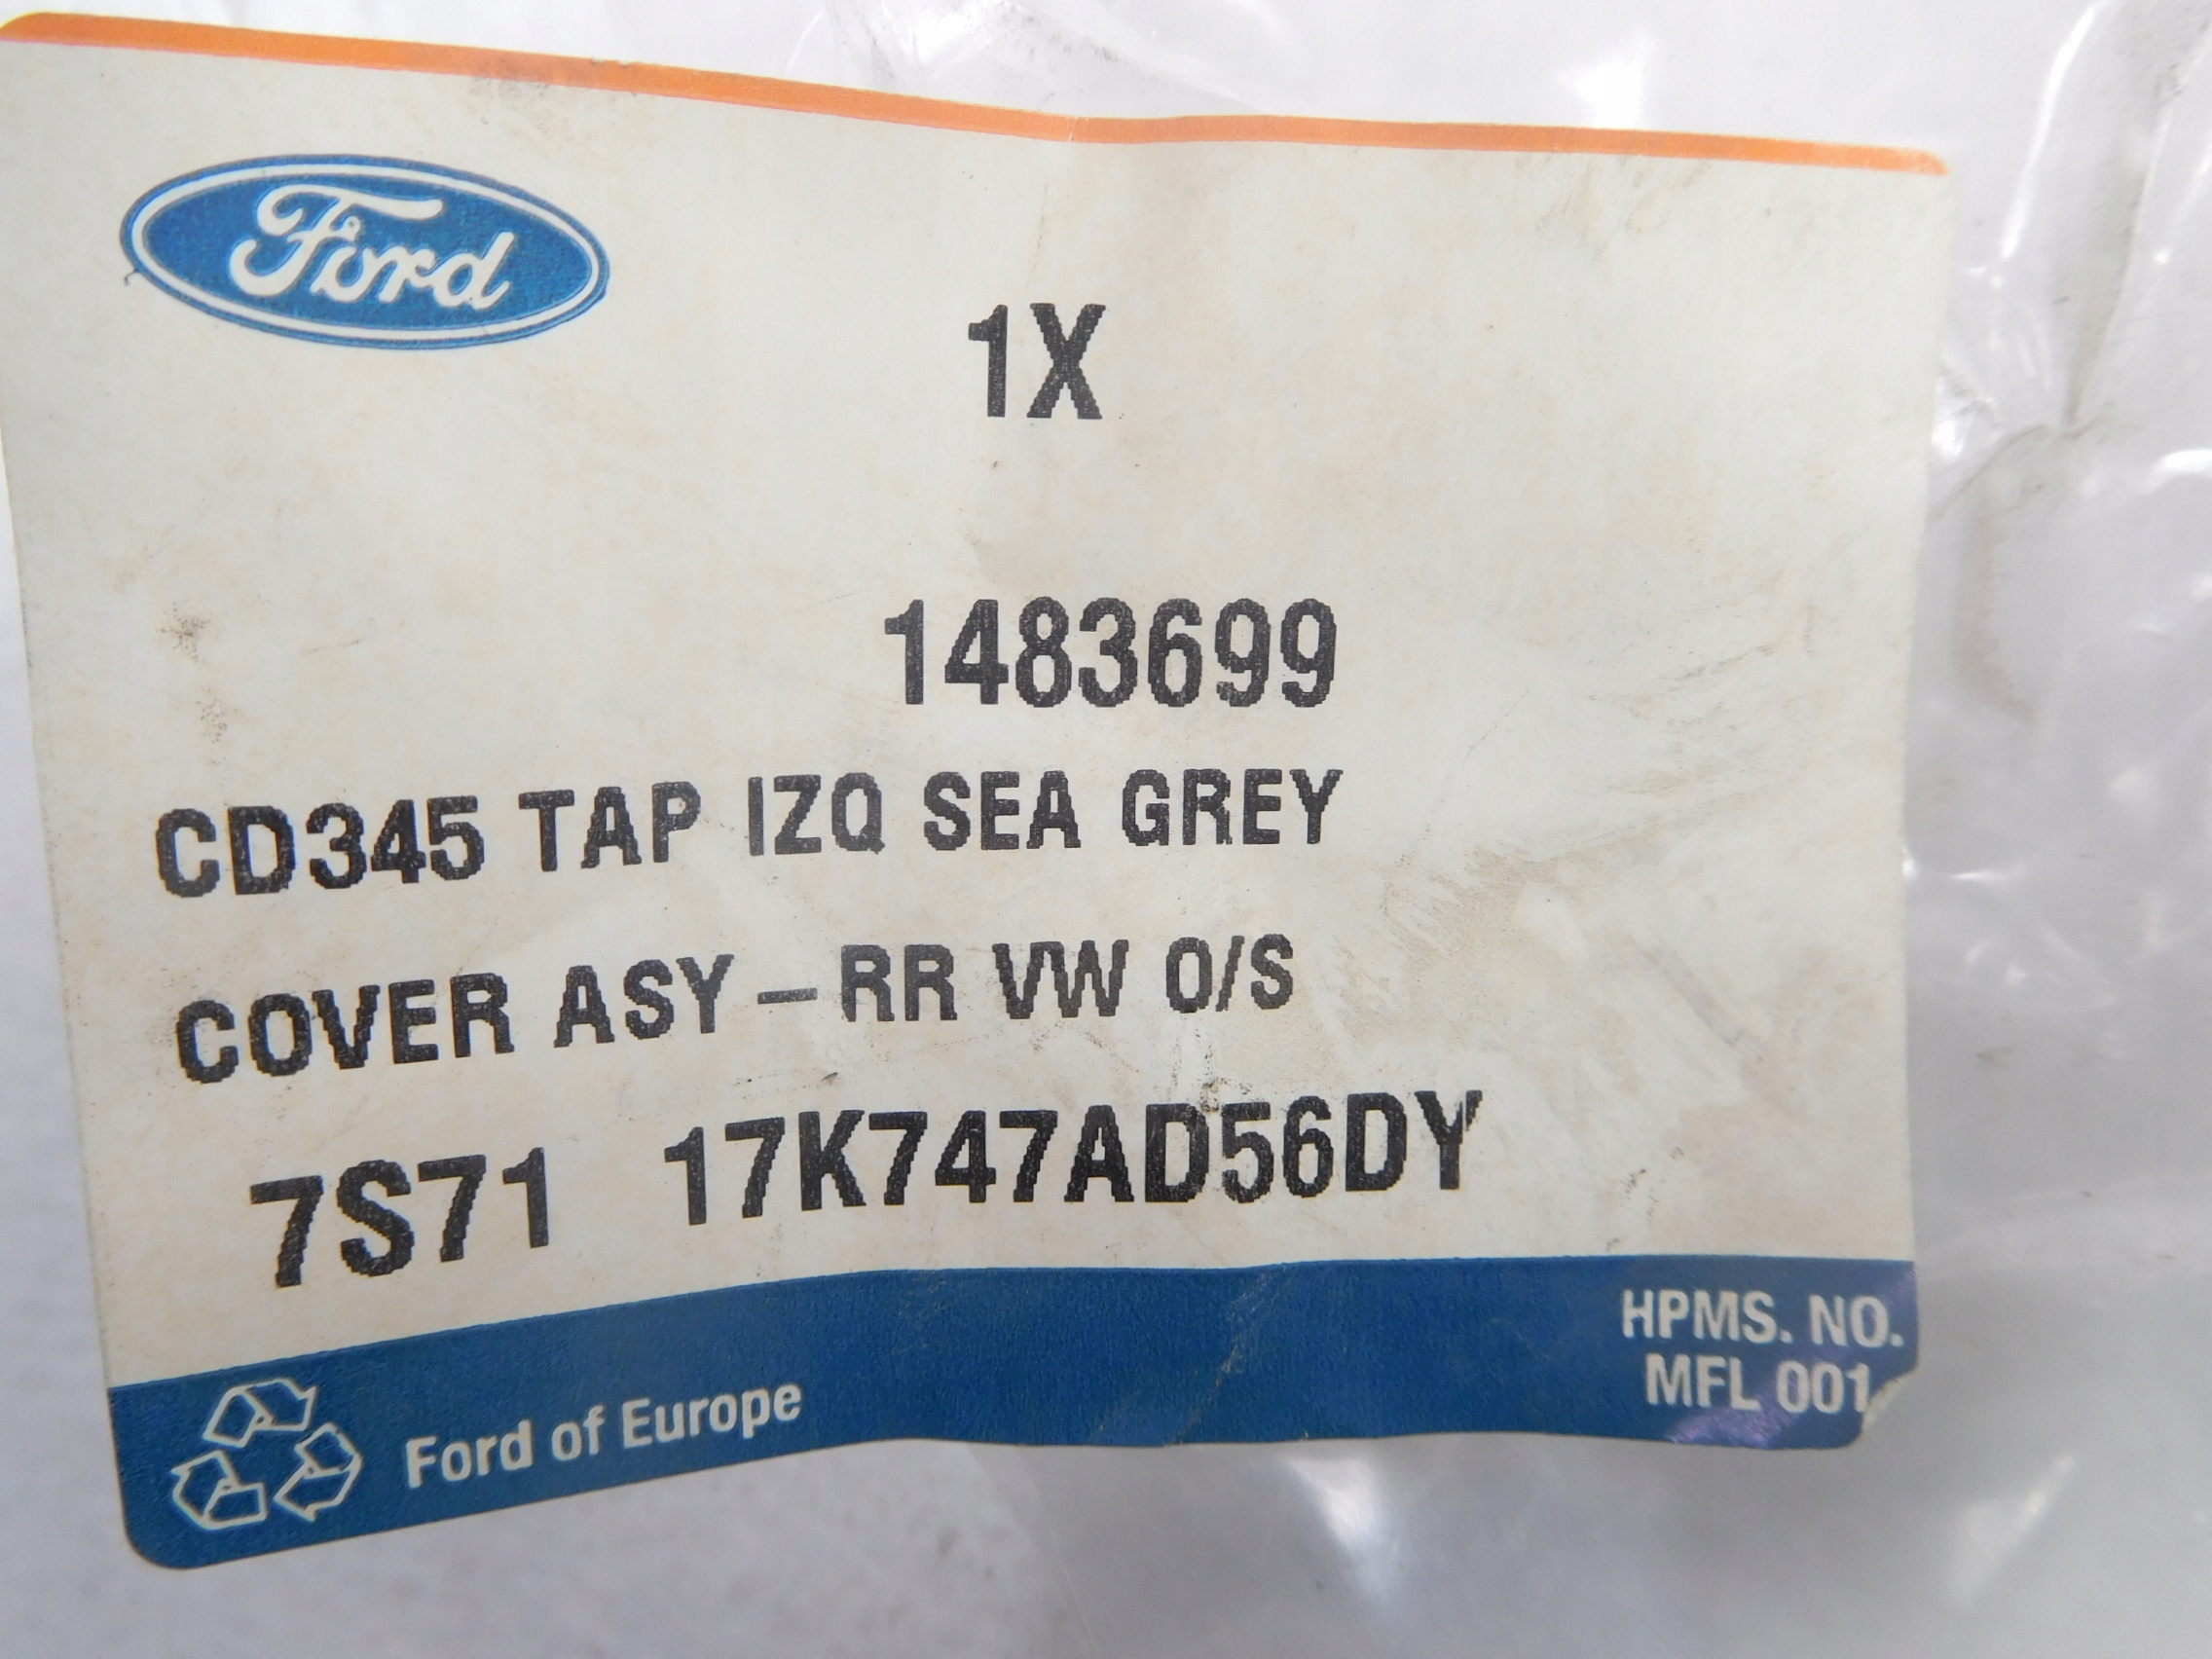 Ford
1X
1483699
CD345 TAP IZQ SEA GREY
COVER ASY - RR VW O/S
7S71 17K747AD56DY
HPMS. NO.
MFL 001
Ford of Europe